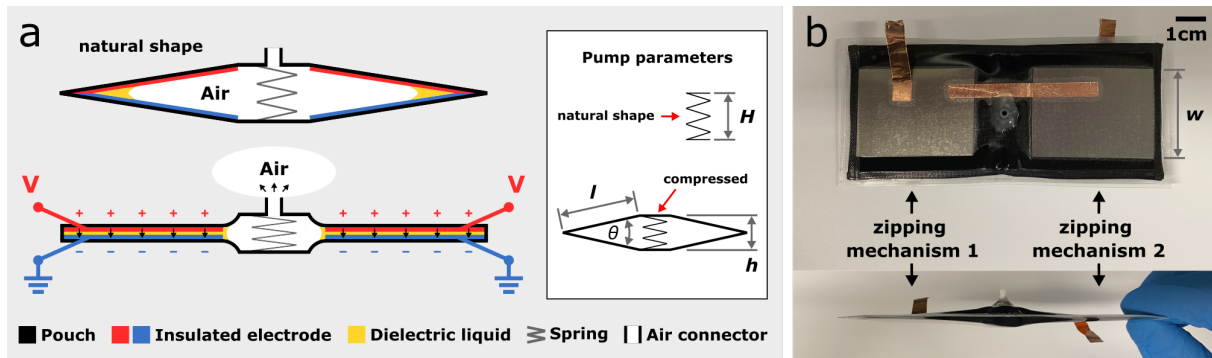 a
natural shape
Air
Air
V
V
+ + + + +
+ + + + +
− − − − −
− − − − −
Pump parameters
natural shape
H
compressed
l
θ
h
Pouch
Insulated electrode
Dielectric liquid
Spring
Air connector
b
1cm
w
zipping
mechanism 1
zipping
mechanism 2